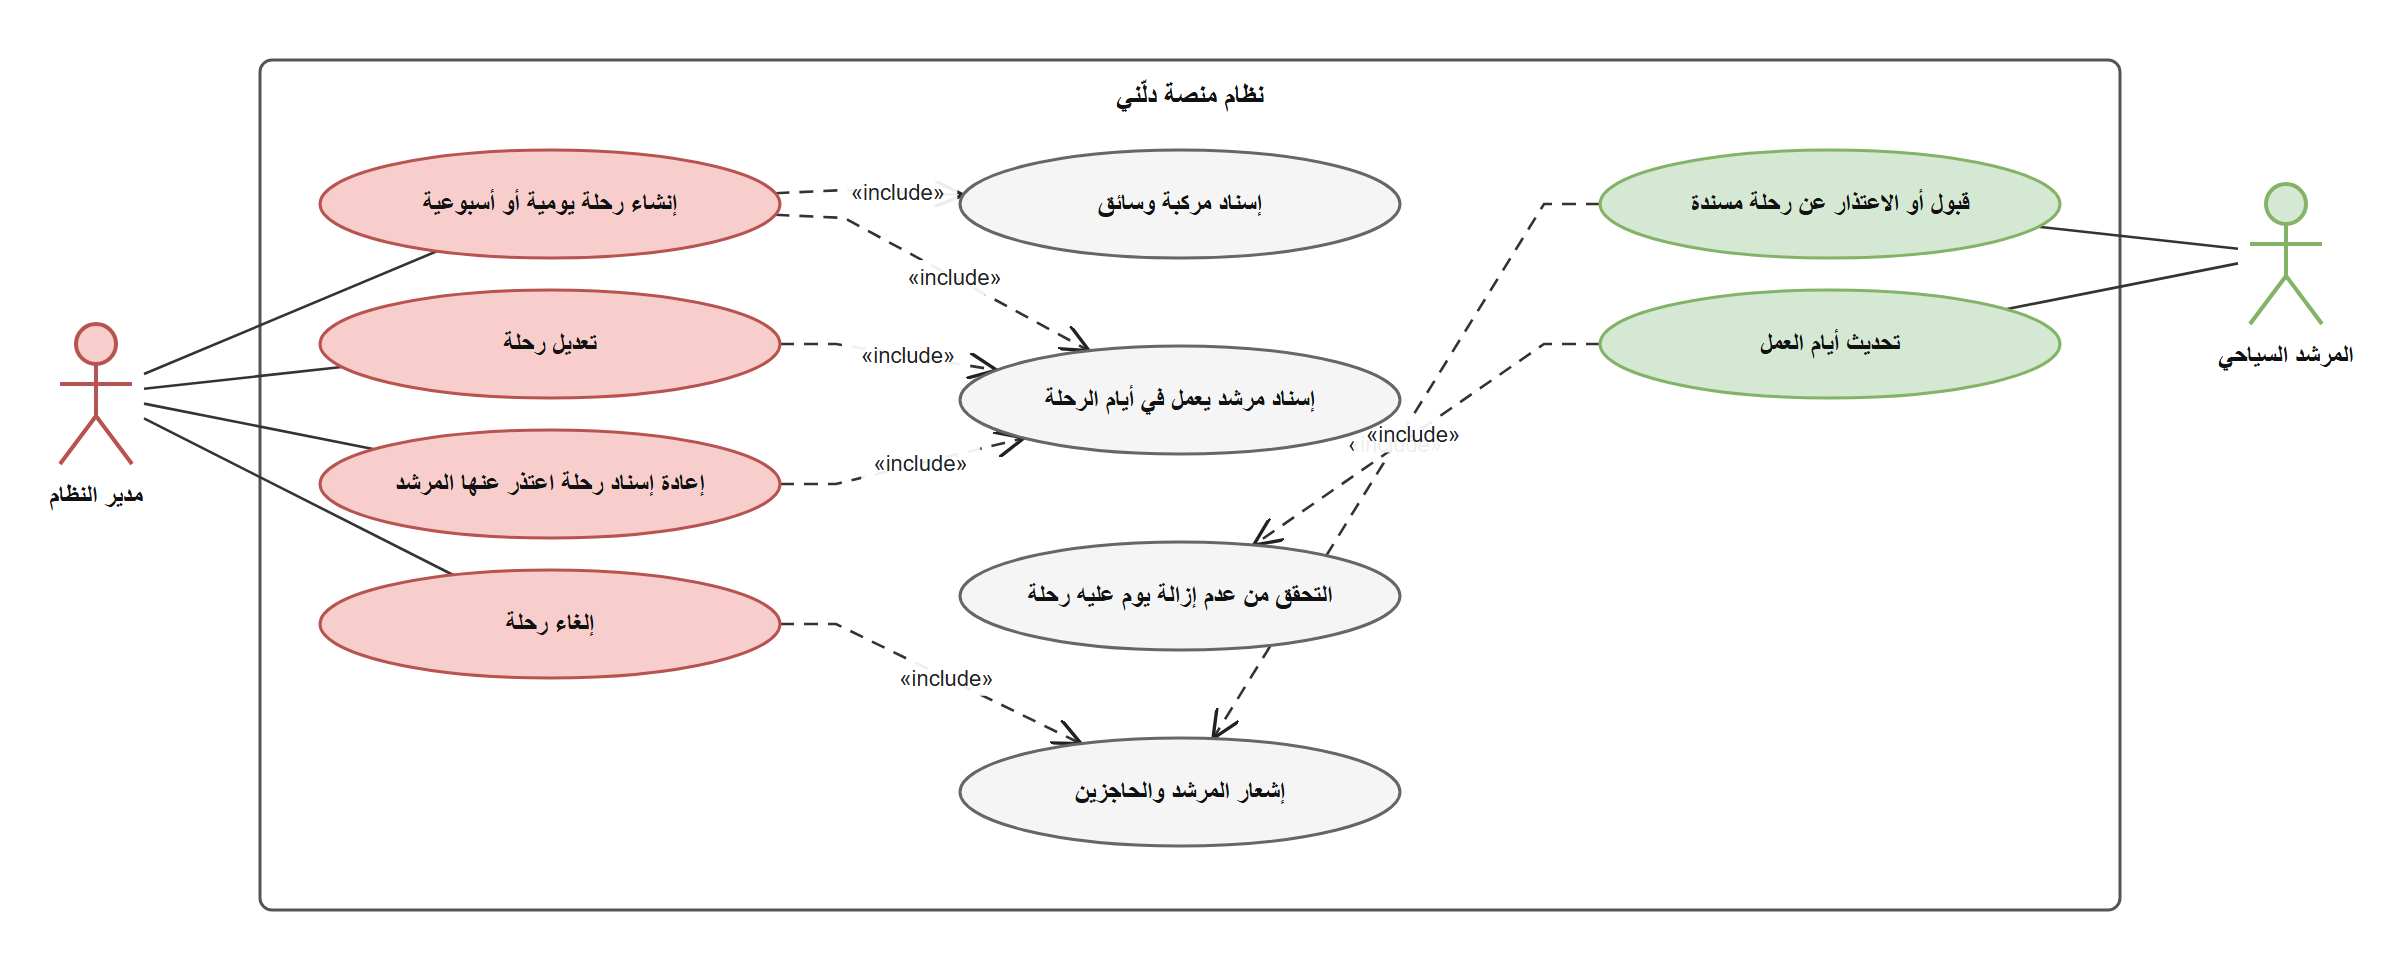 نظام منصة دلّني
إنشاء رحلة يومية أو أسبوعية
«include»
إسناد مركبة وسائق
قبول أو الاعتذار عن رحلة مسندة
«include»
تعديل رحلة
«include»
تحديث أيام العمل
المرشد السياحي
إسناد مرشد يعمل في أيام الرحلة
«include»
«include»
«include»
إعادة إسناد رحلة اعتذر عنها المرشد
مدير النظام
التحقق من عدم إزالة يوم عليه رحلة
إلغاء رحلة
«include»
إشعار المرشد والحاجزين